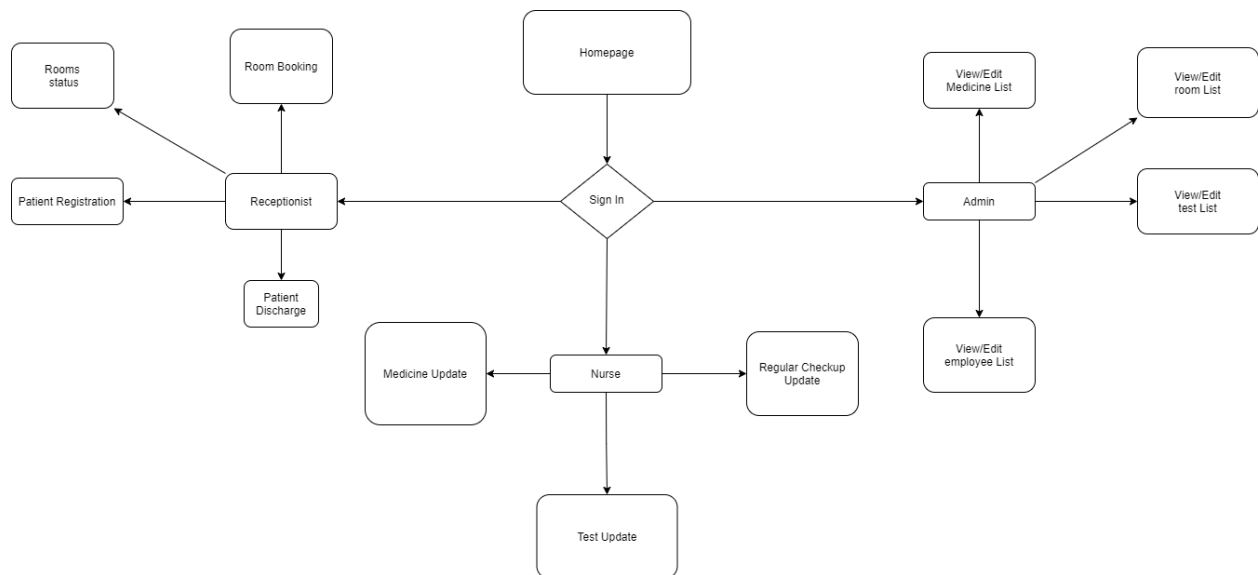 Homepage
Rooms
status
Room Booking
View/Edit
Medicine List
View/Edit
room List
Patient Registration
Receptionist
Sign In
Admin
View/Edit
test List
Patient
Discharge
View/Edit
employee List
Medicine Update
Nurse
Regular Checkup
Update
Test Update